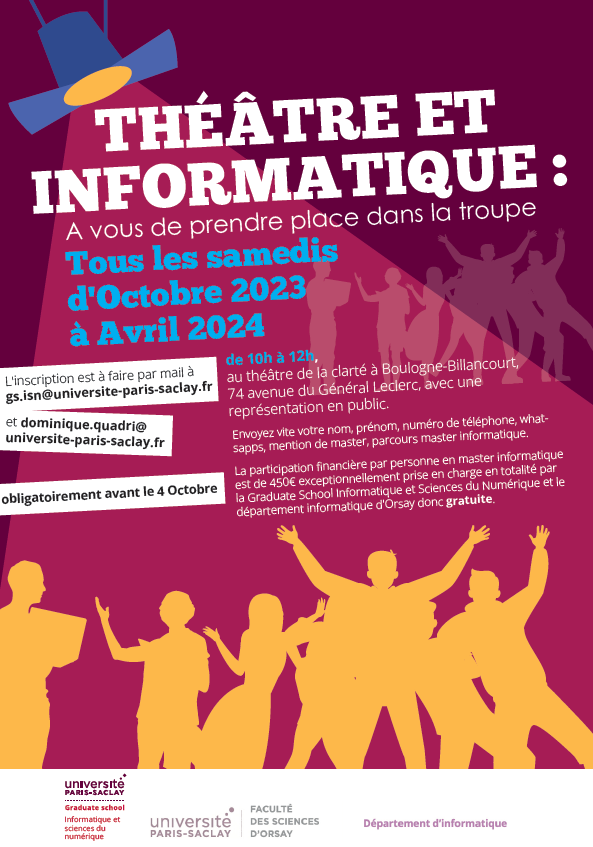 THÉÂTRE ET
INFORMATIQUE :
A vous de prendre place dans la troupe
Tous les samedis
d'Octobre 2023
à Avril 2024
de 10h à 12h,
au théâtre de la clarté à Boulogne-Billancourt,
74 avenue du Général Leclerc, avec une
représentation en public.
L'inscription est à faire par mail à
gs.isn@universite-paris-saclay.fr
et dominique.quadri@
universite-paris-saclay.fr
obligatoirement avant le 4 Octobre
Envoyez vite votre nom, prénom, numéro de téléphone, what-
sapps, mention de master, parcours master informatique.
La participation financière par personne en master informatique
est de 450€ exceptionnellement prise en charge en totalité par
la Graduate School Informatique et Sciences du Numérique et le
département informatique d'Orsay donc gratuite.
université
PARIS-SACLAY
Graduate school
Informatique et
sciences du
numérique
université
PARIS-SACLAY
FACULTÉ
DES SCIENCES
D'ORSAY
Département d'informatique